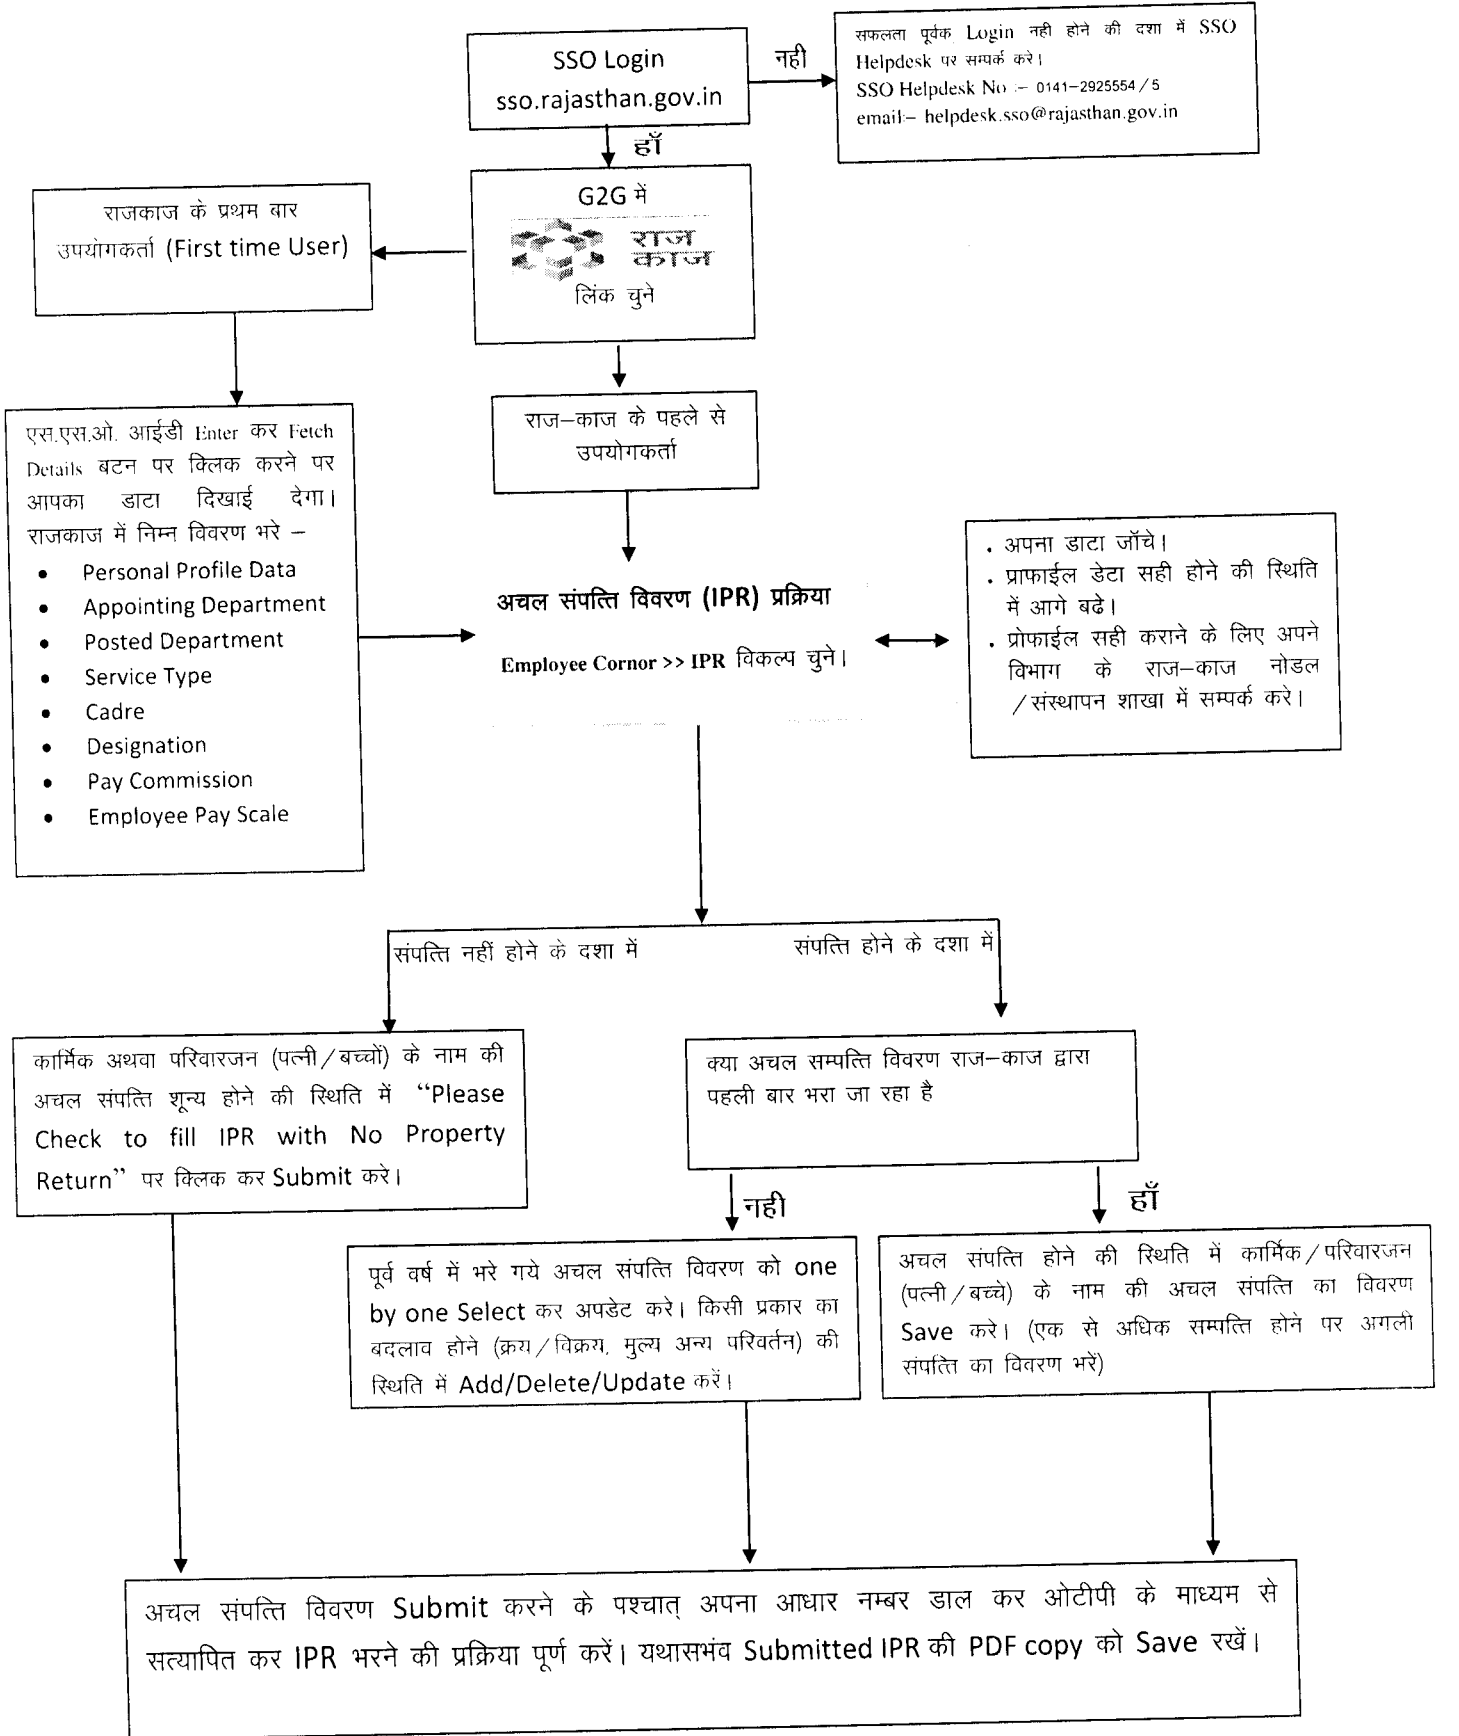 SSO Login
sso.rajasthan.gov.in
नही
सफलता पूर्वक Login नही होने की दशा में SSO
Helpdesk पर सम्पर्क करे।
SSO Helpdesk No :– 0141–2925554/5
email:– helpdesk.sso@rajasthan.gov.in
हाँ
G2G में
राज
काज
लिंक चुने
राजकाज के प्रथम बार
उपयोगकर्ता (First time User)
राज–काज के पहले से
उपयोगकर्ता
एस.एस.ओ. आईडी Enter कर Fetch
Details बटन पर क्लिक करने पर
आपका डाटा दिखाई देगा।
राजकाज में निम्न विवरण भरे –
• Personal Profile Data
• Appointing Department
• Posted Department
• Service Type
• Cadre
• Designation
• Pay Commission
• Employee Pay Scale
अचल संपत्ति विवरण (IPR) प्रक्रिया
Employee Cornor >> IPR विकल्प चुने।
• अपना डाटा जॉचे।
• प्राफाईल डेटा सही होने की स्थिति
में आगे बढे।
• प्रोफाईल सही कराने के लिए अपने
विभाग के राज–काज नोडल
/संस्थापन शाखा में सम्पर्क करे।
संपत्ति नहीं होने के दशा में
संपत्ति होने के दशा में
कार्मिक अथवा परिवारजन (पत्नी/बच्चों) के नाम की
अचल संपत्ति शून्य होने की स्थिति में “Please
Check to fill IPR with No Property
Return” पर क्लिक कर Submit करे।
क्या अचल सम्पत्ति विवरण राज–काज द्वारा
पहली बार भरा जा रहा है
नही
हाँ
पूर्व वर्ष में भरे गये अचल संपत्ति विवरण को one
by one Select कर अपडेट करे। किसी प्रकार का
बदलाव होने (क्रय/विक्रय, मुल्य अन्य परिवर्तन) की
स्थिति में Add/Delete/Update करें।
अचल संपत्ति होने की स्थिति में कार्मिक/परिवारजन
(पत्नी/बच्चे) के नाम की अचल संपत्ति का विवरण
Save करे। (एक से अधिक सम्पत्ति होने पर अगली
संपत्ति का विवरण भरें)
अचल संपत्ति विवरण Submit करने के पश्चात् अपना आधार नम्बर डाल कर ओटीपी के माध्यम से
सत्यापित कर IPR भरने की प्रक्रिया पूर्ण करें। यथासभंव Submitted IPR की PDF copy को Save रखें।